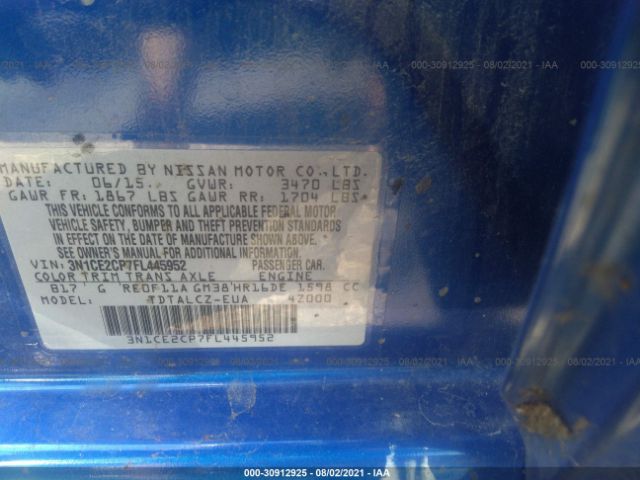 000-30912925 - 08/02/2021 - IAA
MANUFACTURED BY NISSAN MOTOR CO., LTD.
DATE: 06/15 GVWR: 3470 LBS
GAWR FR: 1867 LBS GAWR RR: 1704 LBS
THIS VEHICLE CONFORMS TO ALL APPLICABLE FEDERAL MOTOR
VEHICLE SAFETY, BUMPER AND THEFT PREVENTION STANDARDS
IN EFFECT ON THE DATE OF MANUFACTURE SHOWN ABOVE.
SEE OWNER'S MANUAL FOR ADDITIONAL INFORMATION.
VIN: 3N1CE2CP7FL445952 PASSENGER CAR.
COLOR TRIM TRANS AXLE ENGINE
B17 G RE0F11A GM38 HR16DE 1598 CC
MODEL: TDTALCZ-EUA 42000
3N1CE2CP7FL445952
000-30912925 - 08/02/2021 - IAA